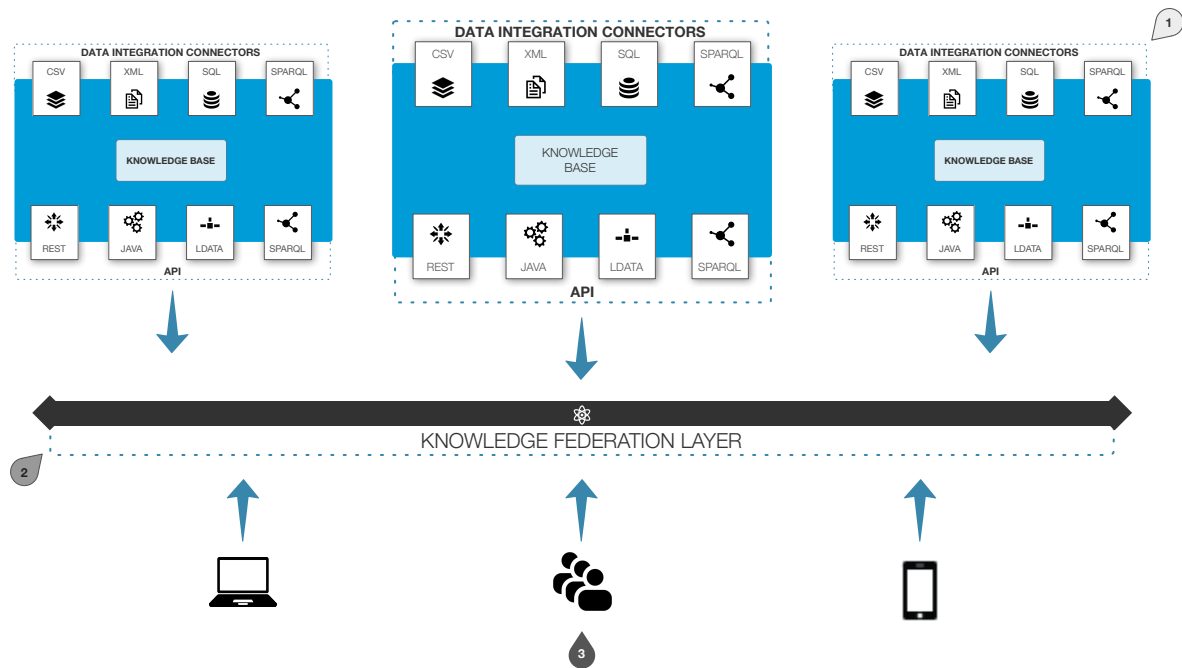 1
DATA INTEGRATION CONNECTORS
CSV XML SQL SPARQL
KNOWLEDGE BASE
REST JAVA LDATA SPARQL
API
DATA INTEGRATION CONNECTORS
CSV XML SQL SPARQL
KNOWLEDGE
BASE
REST JAVA LDATA SPARQL
API
DATA INTEGRATION CONNECTORS
CSV XML SQL SPARQL
KNOWLEDGE BASE
REST JAVA LDATA SPARQL
API
KNOWLEDGE FEDERATION LAYER
2
3